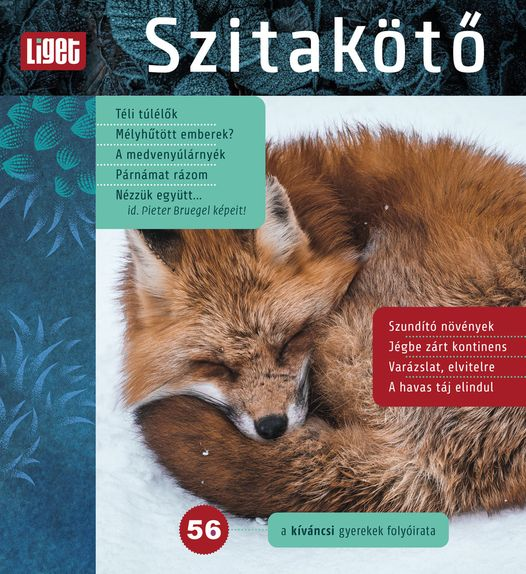 Liget
Szitakötő
Téli túlélők
Mélyhűtött emberek?
A medvenyúlárnyék
Párnámat rázom
Nézzük együtt...
id. Pieter Bruegel képeit!
Szundító növények
Jégbe zárt kontinens
Varázslat, elvitelre
A havas táj elindul
56
a kíváncsi gyerekek folyóirata